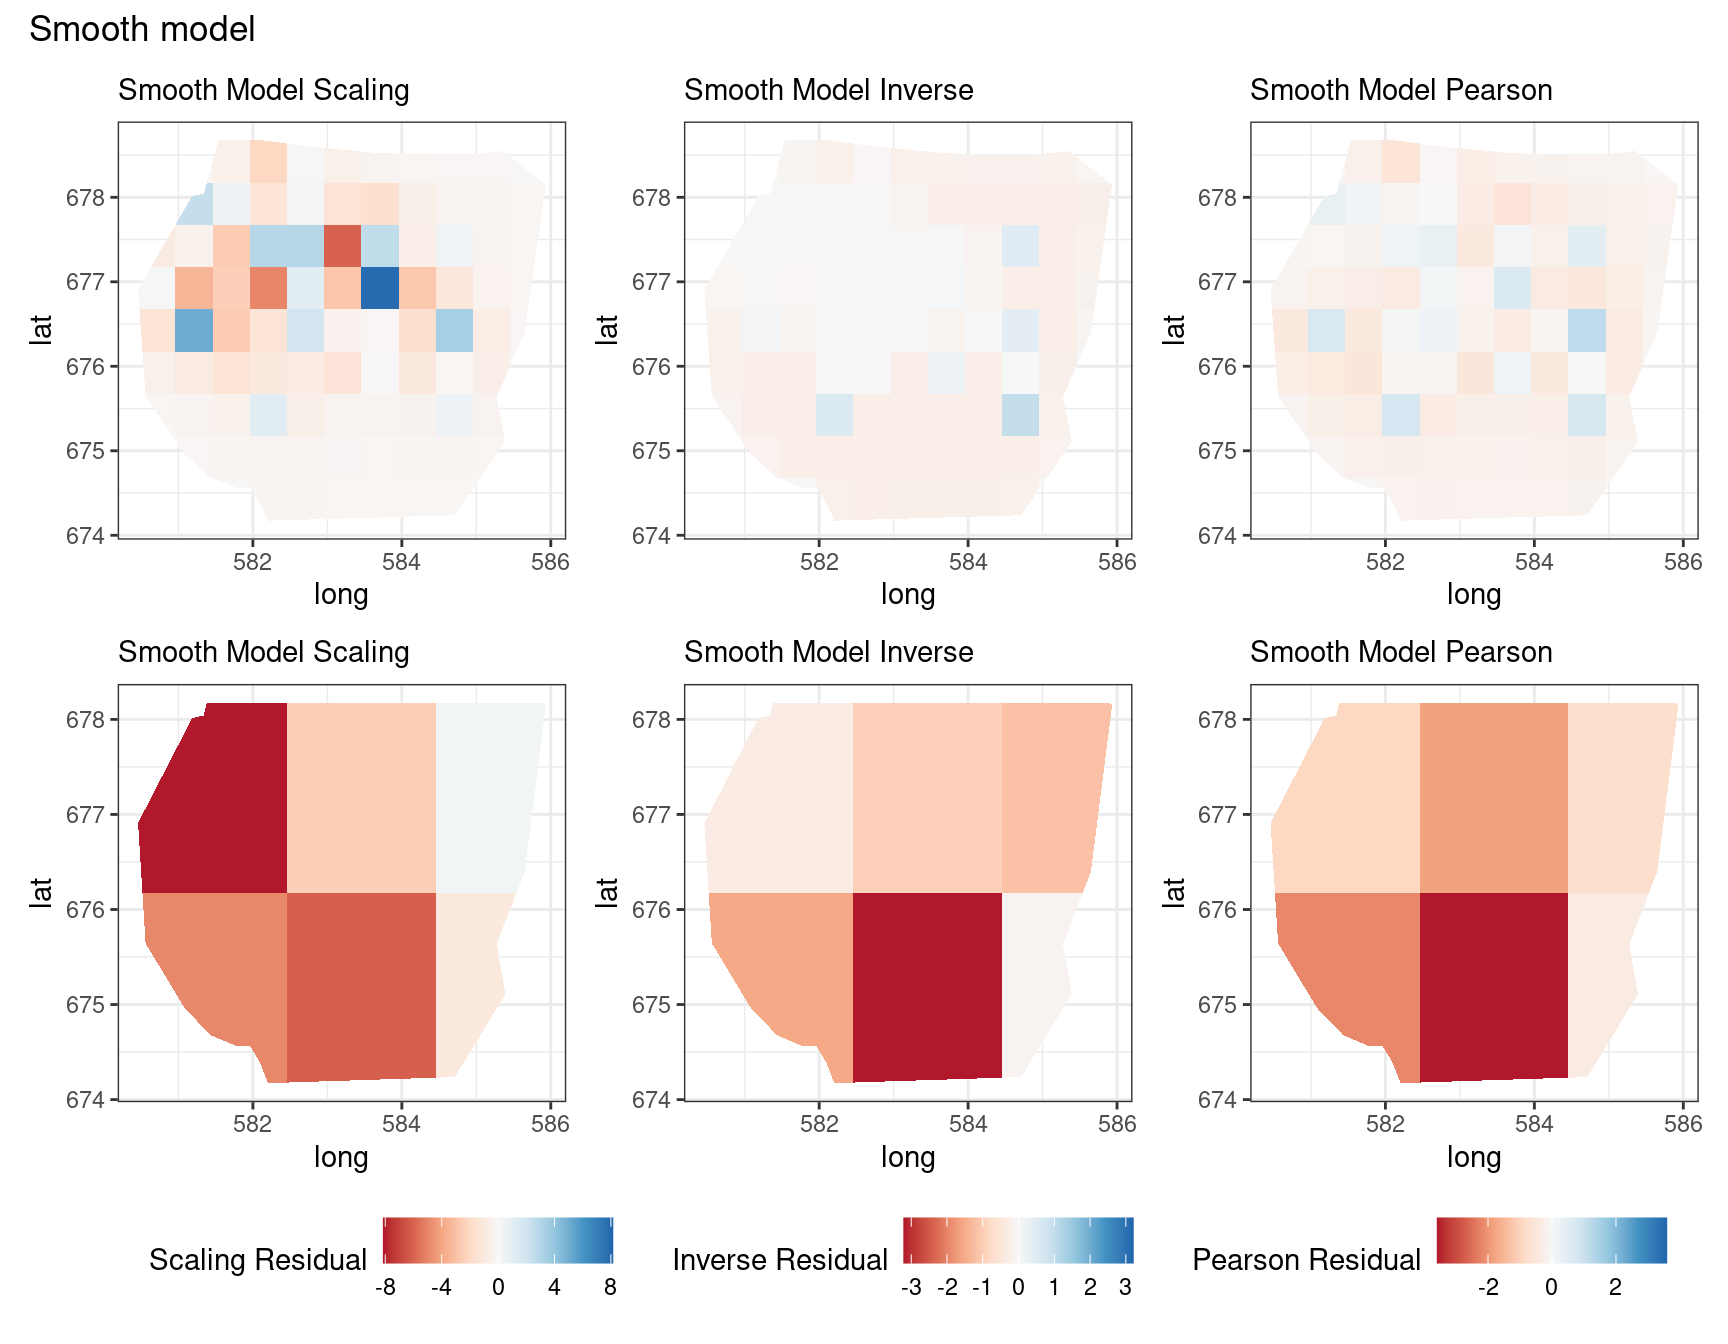 Smooth model
Smooth Model Scaling
Smooth Model Inverse
Smooth Model Pearson
678
677
676
675
674
lat
582
584
586
long
678
677
676
675
674
lat
582
584
586
long
678
677
676
675
674
lat
582
584
586
long
Smooth Model Scaling
Smooth Model Inverse
Smooth Model Pearson
678
677
676
675
674
lat
582
584
586
long
678
677
676
675
674
lat
582
584
586
long
678
677
676
675
674
lat
582
584
586
long
Scaling Residual
-8 -4 0 4 8
Inverse Residual
-3 -2 -1 0 1 2 3
Pearson Residual
-2 0 2